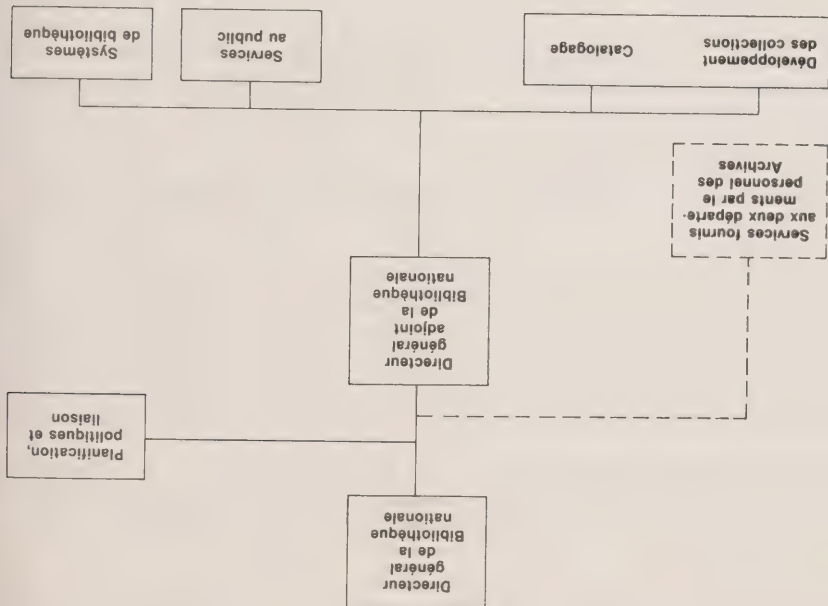 Directeur
général
de la
Bibliothèque
nationale
Planification,
politiques et
liaison
Directeur
général
adjoint
de la
Bibliothèque
nationale
Services fournis
aux deux départe-
ments par le
personnel des
Archives
Développement
des collections
Catalogage
Services
au public
Systèmes
de bibliothèque